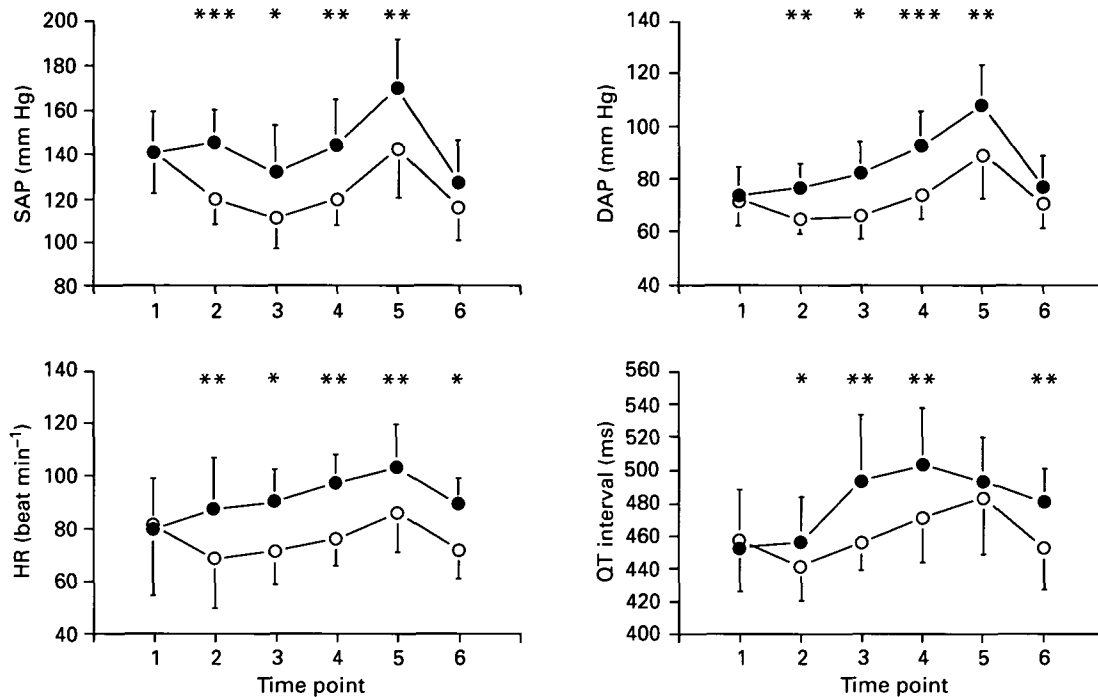 *** * ** **
200
180
160
140
120
100
80
SAP (mm Hg)
1 2 3 4 5 6
** * *** **
140
120
100
80
60
40
DAP (mm Hg)
1 2 3 4 5 6
** * ** ** *
140
120
100
80
60
40
HR (beat min⁻¹)
1 2 3 4 5 6
Time point
* ** ** **
560
540
520
500
480
460
440
420
400
QT interval (ms)
1 2 3 4 5 6
Time point